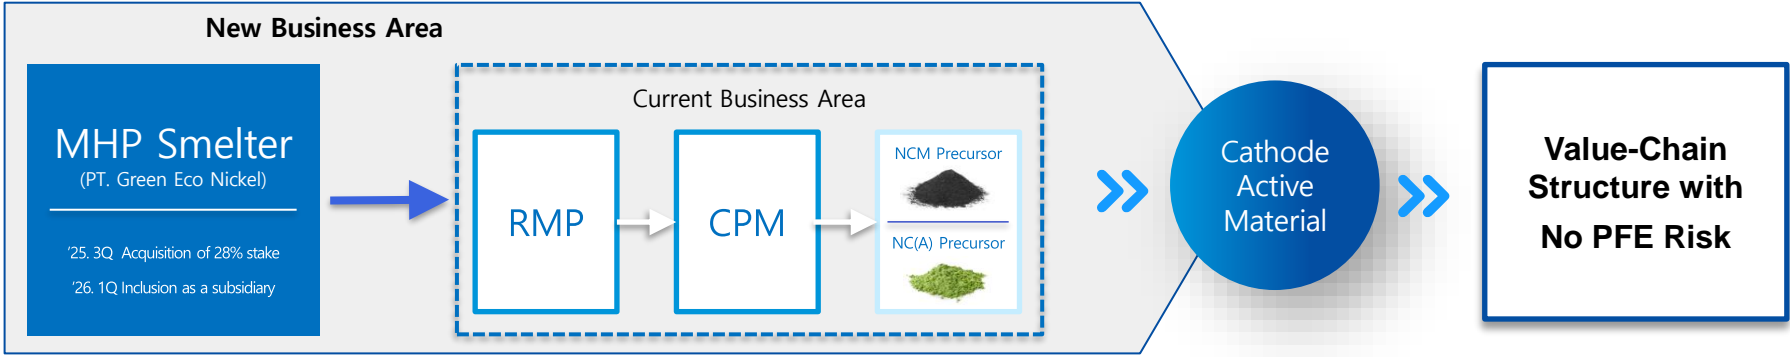 New Business Area
MHP Smelter
(PT. Green Eco Nickel)
‘25. 3Q Acquisition of 28% stake
‘26. 1Q Inclusion as a subsidiary
Current Business Area
RMP
CPM
NCM Precursor
NC(A) Precursor
Cathode
Active
Material
Value-Chain
Structure with
No PFE Risk